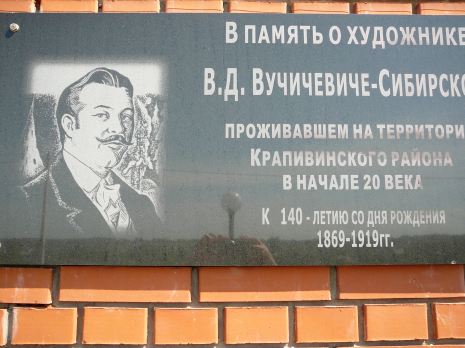 В ПАМЯТЬ О ХУДОЖНИКЕ
В.Д. ВУЧИЧЕВИЧЕ-СИБИРСКО
ПРОЖИВАВШЕМ НА ТЕРРИТОРИ
КРАПИВИНСКОГО РАЙОНА
В НАЧАЛЕ 20 ВЕКА
К 140 - ЛЕТИЮ СО ДНЯ РОЖДЕНИЯ
1869-1919гг.